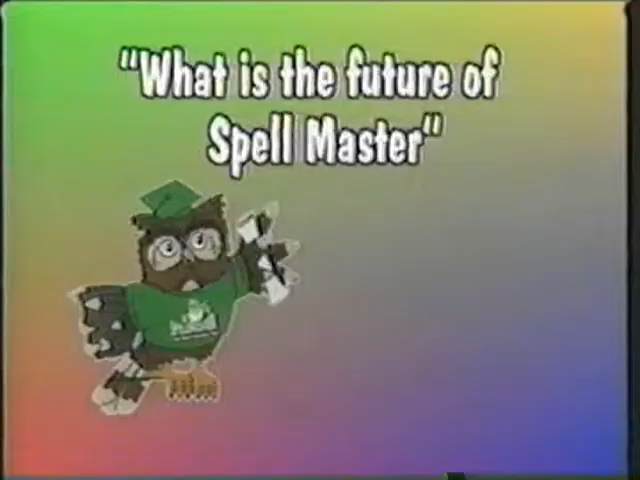 "What is the future of
Spell Master"